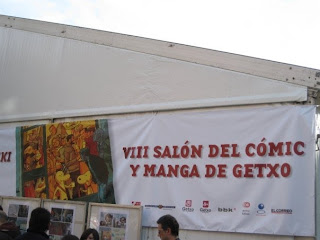 VIII SALÓN DEL CÓMIC
Y MANGA DE GETXO